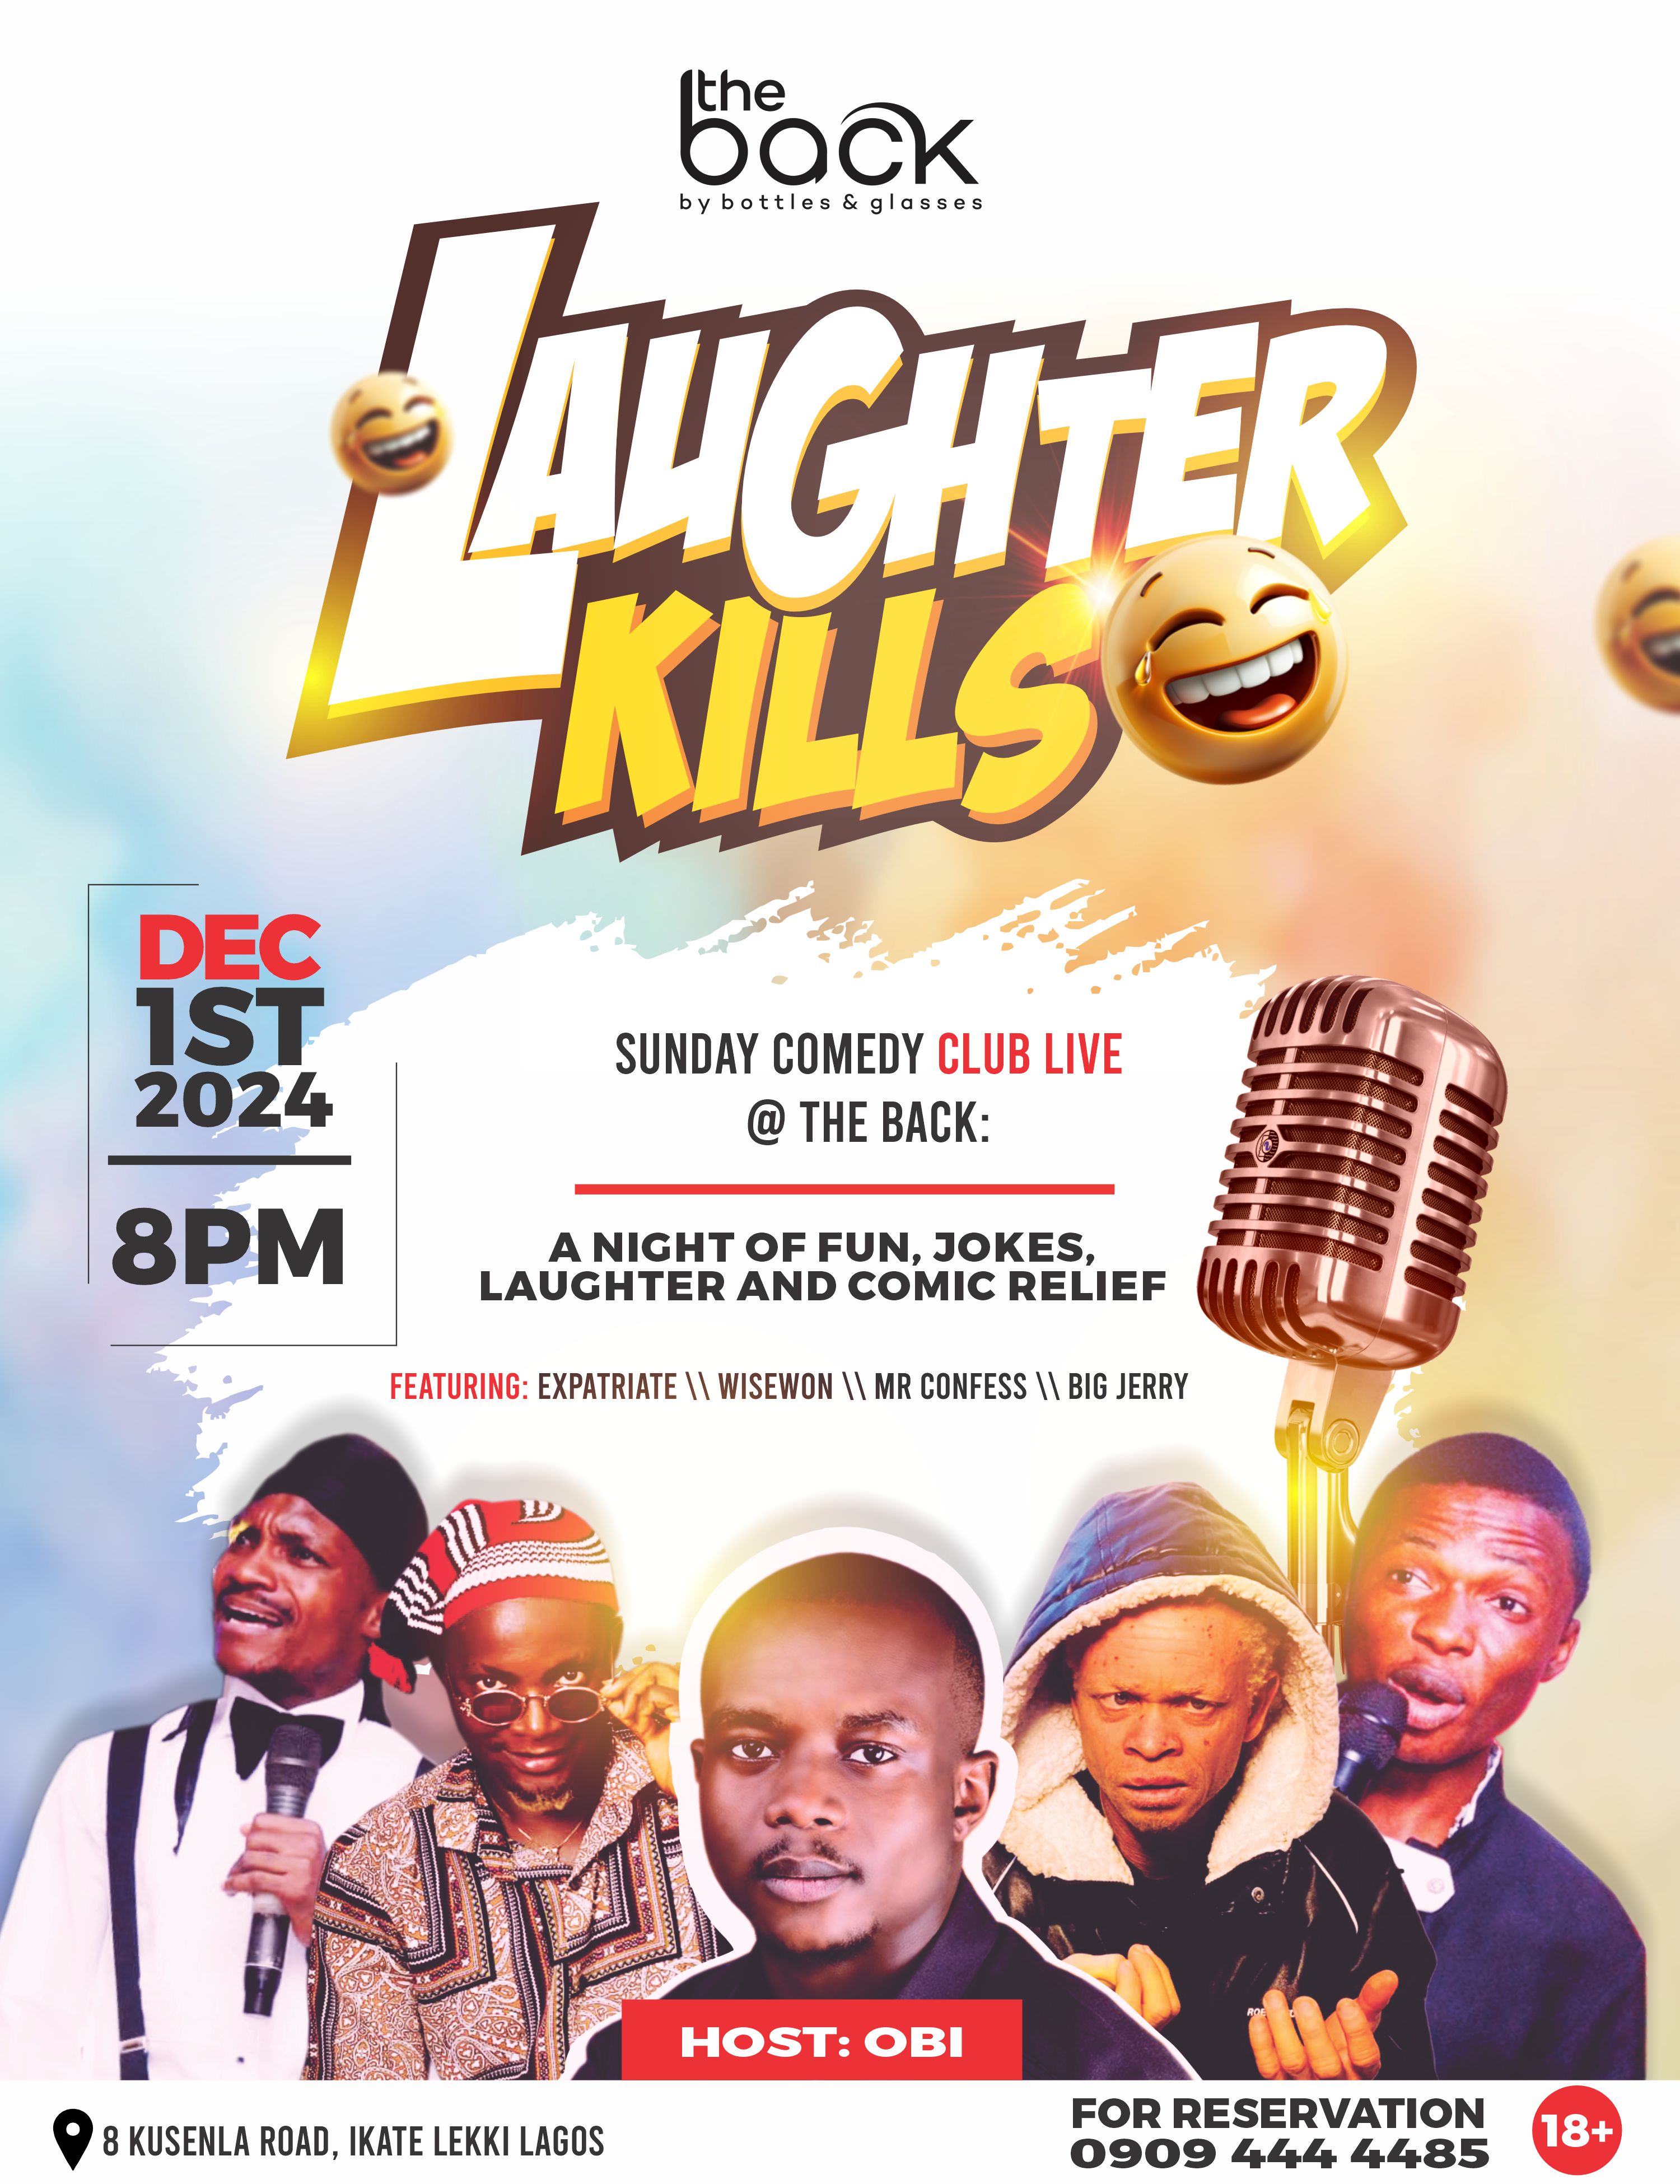 the
back
by bottles & glasses
LAUGHTER
KILLS
DEC
1ST
2024
8PM
SUNDAY COMEDY CLUB LIVE
@ THE BACK:
A NIGHT OF FUN, JOKES,
LAUGHTER AND COMIC RELIEF
FEATURING: EXPATRIATE \\ WISEWON \\ MR CONFESS \\ BIG JERRY
HOST: OBI
8 KUSENLA ROAD, IKATE LEKKI LAGOS
FOR RESERVATION
0909 444 4485
18+